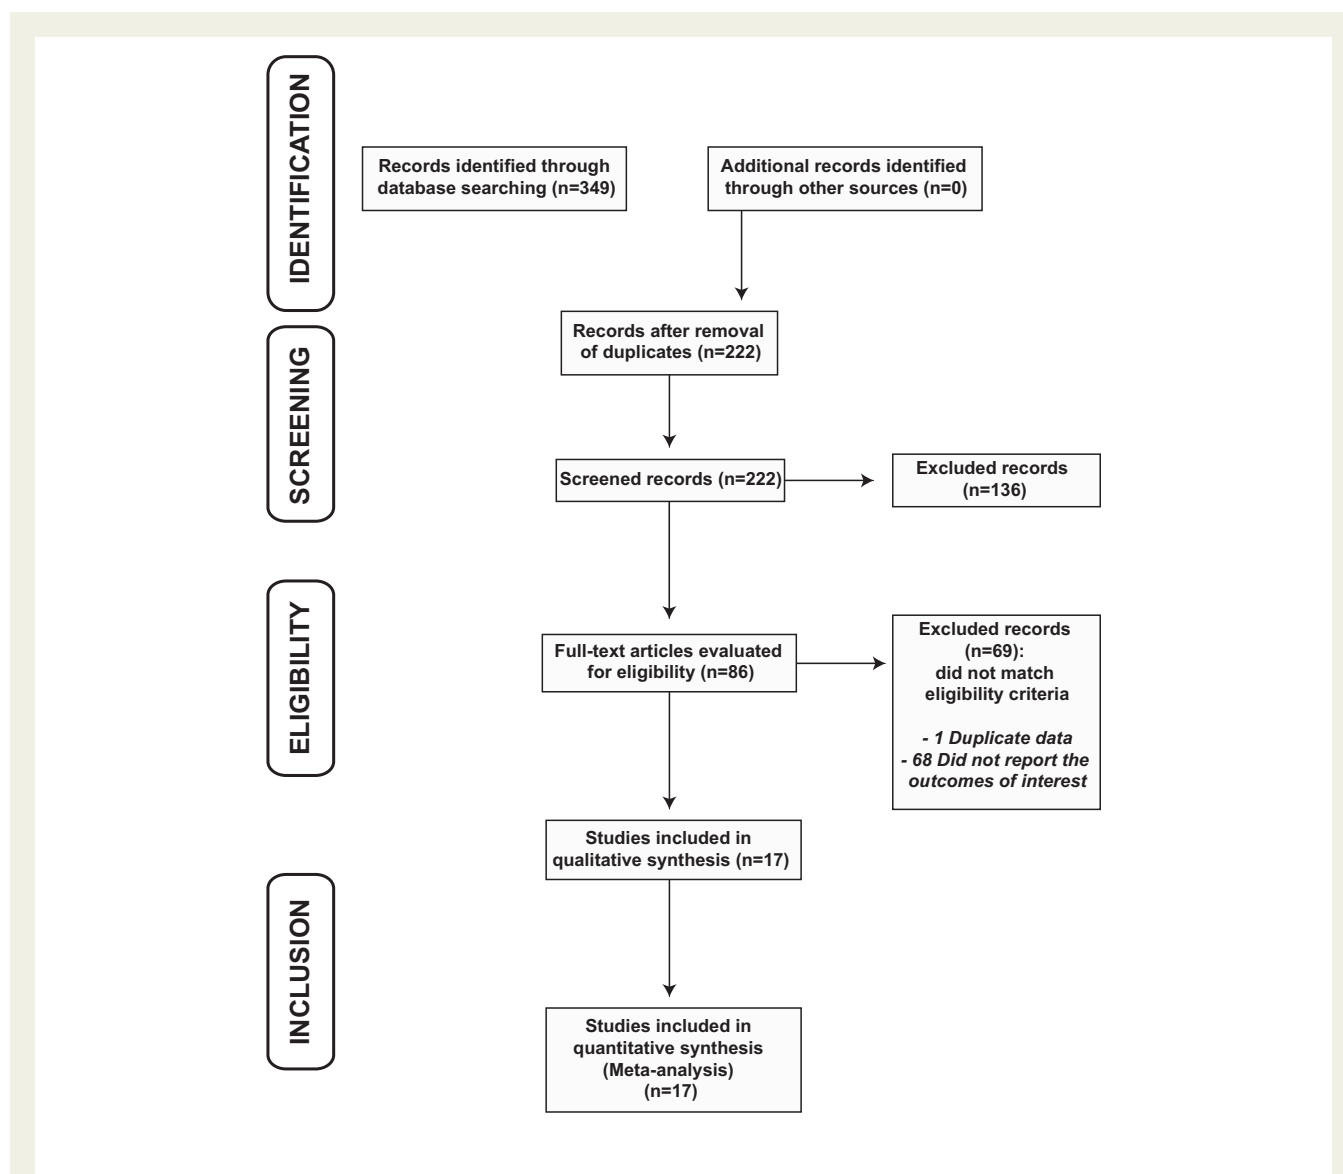 IDENTIFICATION
Records identified through
database searching (n=349)
Additional records identified
through other sources (n=0)
SCREENING
Records after removal
of duplicates (n=222)
Screened records (n=222)
Excluded records
(n=136)
ELIGIBILITY
Full-text articles evaluated
for eligibility (n=86)
Excluded records
(n=69):
did not match
eligibility criteria
- 1 Duplicate data
- 68 Did not report the
outcomes of interest
Studies included in
qualitative synthesis (n=17)
INCLUSION
Studies included in
quantitative synthesis
(Meta-analysis)
(n=17)